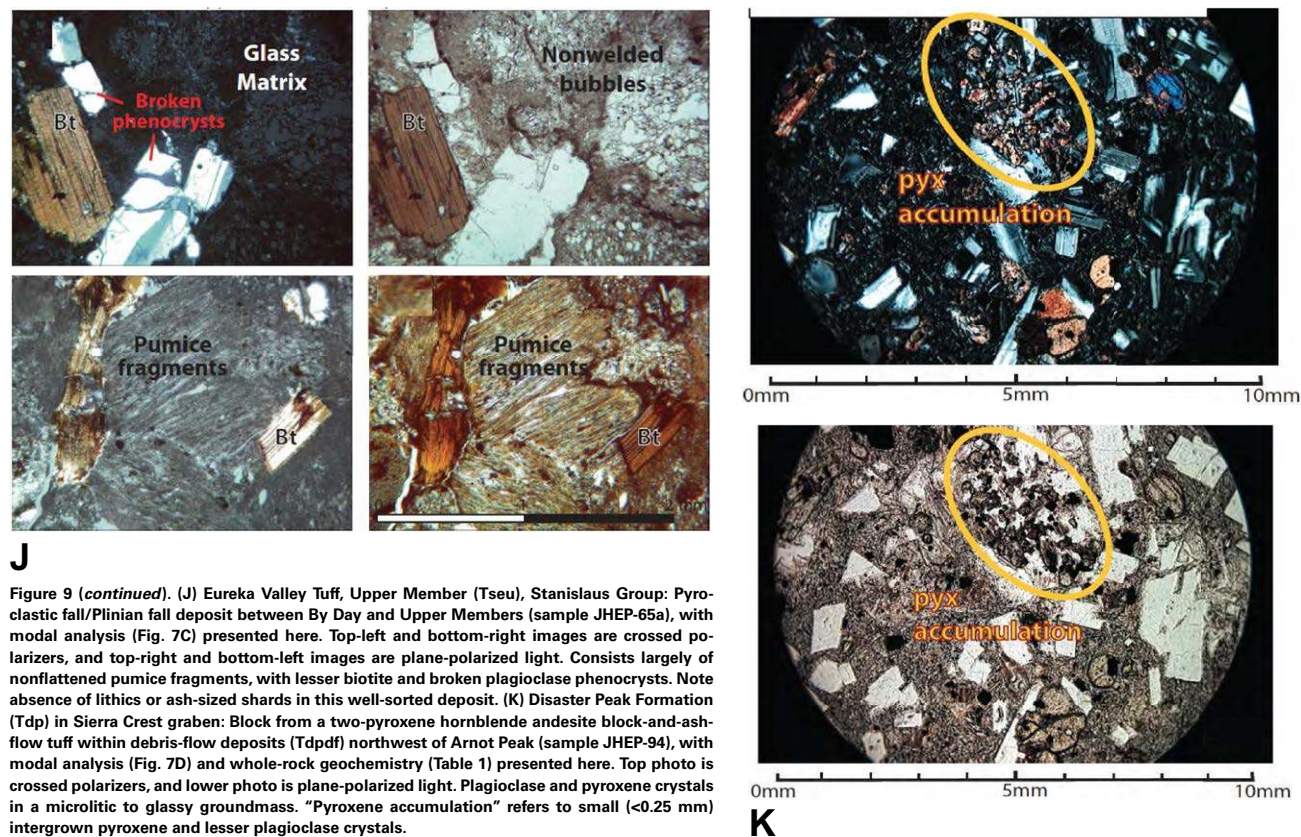 Glass
Matrix
Broken
phenocrysts
Bt
Nonwelded
bubbles
Bt
Pumice
fragments
Bt
Pumice
fragments
Bt
J
Figure 9 (continued). (J) Eureka Valley Tuff, Upper Member (Tseu), Stanislaus Group: Pyro-
clastic fall/Plinian fall deposit between By Day and Upper Members (sample JHEP-65a), with
modal analysis (Fig. 7C) presented here. Top-left and bottom-right images are crossed po-
larizers, and top-right and bottom-left images are plane-polarized light. Consists largely of
nonflattened pumice fragments, with lesser biotite and broken plagioclase phenocrysts. Note
absence of lithics or ash-sized shards in this well-sorted deposit. (K) Disaster Peak Formation
(Tdp) in Sierra Crest graben: Block from a two-pyroxene hornblende andesite block-and-ash-
flow tuff within debris-flow deposits (Tdpdf) northwest of Arnot Peak (sample JHEP-94), with
modal analysis (Fig. 7D) and whole-rock geochemistry (Table 1) presented here. Top photo is
crossed polarizers, and lower photo is plane-polarized light. Plagioclase and pyroxene crystals
in a microlitic to glassy groundmass. “Pyroxene accumulation” refers to small (<0.25 mm)
intergrown pyroxene and lesser plagioclase crystals.
pyx
accumulation
0mm 5mm 10mm
pyx
accumulation
0mm 5mm 10mm
K